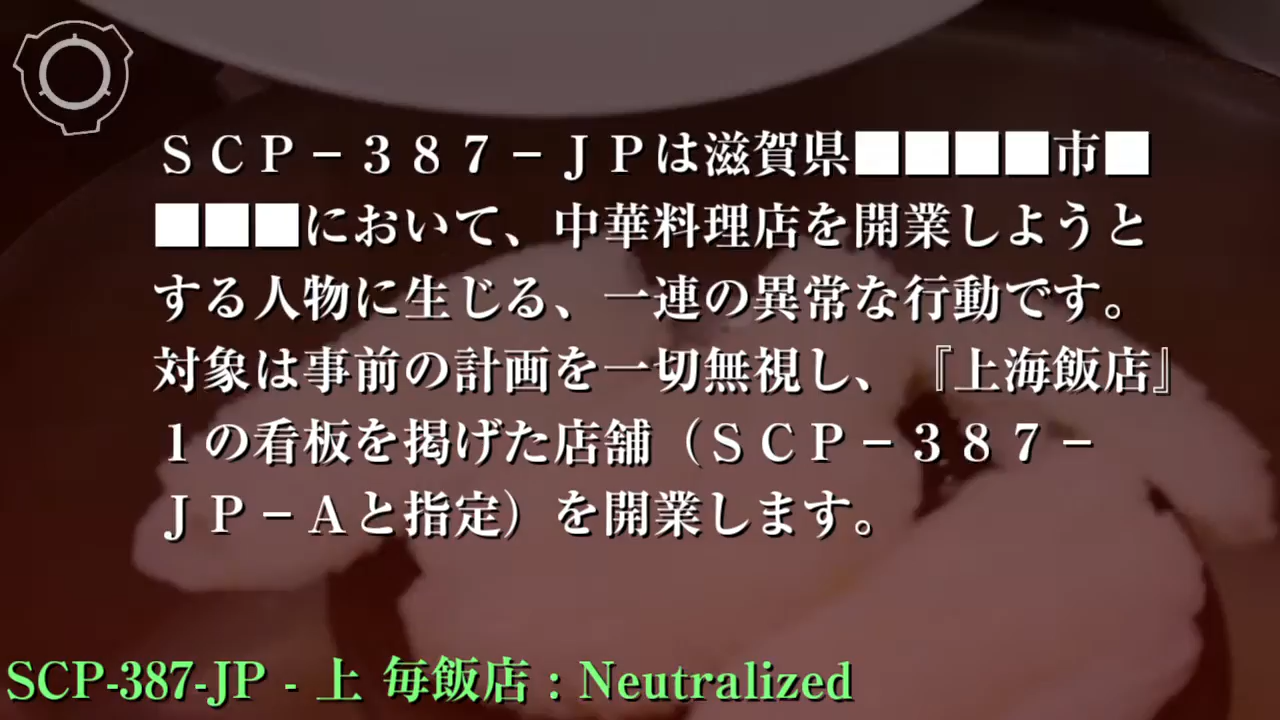 ＳＣＰ－３８７－ＪＰは滋賀県■■■■市■
■■■において、中華料理店を開業しようと
する人物に生じる、一連の異常な行動です。
対象は事前の計画を一切無視し、『上海飯店』
１の看板を掲げた店舗（ＳＣＰ－３８７－
ＪＰ－Ａと指定）を開業します。
SCP-387-JP - 上 毎飯店 : Neutralized